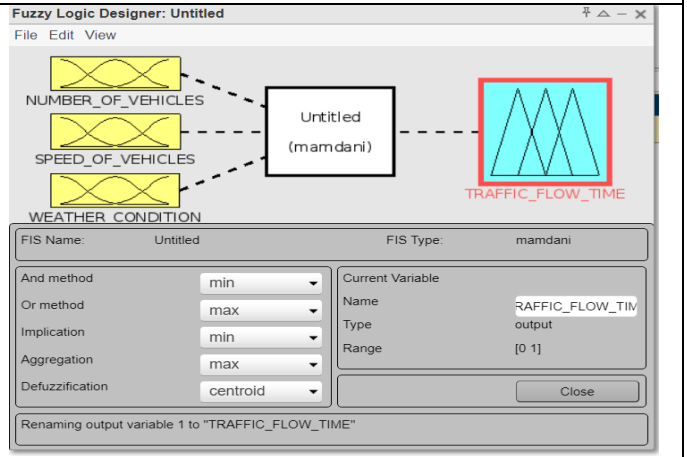 Fuzzy Logic Designer: Untitled
File Edit View
NUMBER_OF_VEHICLES
SPEED_OF_VEHICLES
WEATHER CONDITION
Untitled
(mamdani)
TRAFFIC_FLOW_TIME
FIS Name: Untitled FIS Type: mamdani
And method min
Or method max
Implication min
Aggregation max
Defuzzification centroid
Current Variable
Name RAFFIC_FLOW_TIM
Type output
Range [0 1]
Close
Renaming output variable 1 to "TRAFFIC_FLOW_TIME"